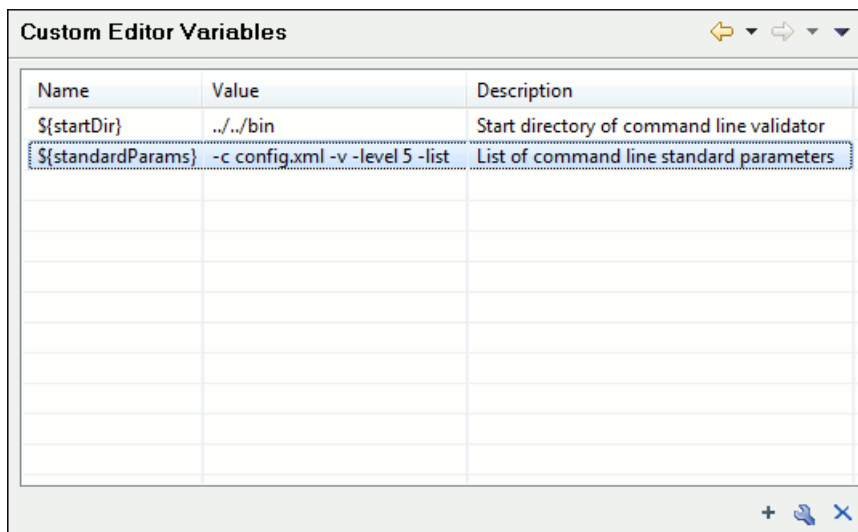 Custom Editor Variables
Name Value Description
${startDir} ../../bin Start directory of command line validator
${standardParams} -c config.xml -v -level 5 -list List of command line standard parameters